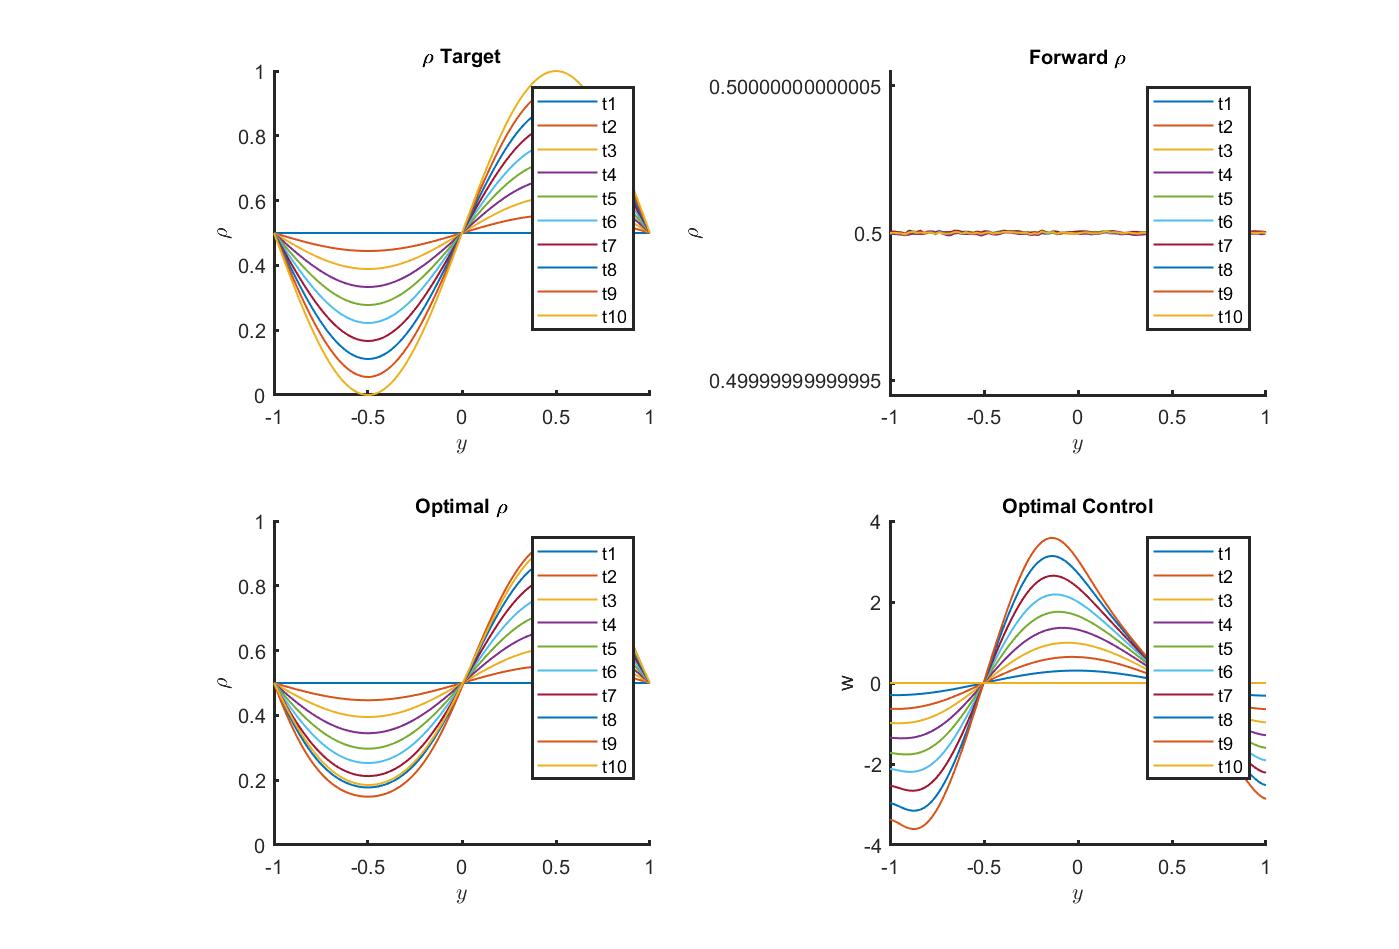 ρ Target
1
0.8
0.6
0.4
0.2
0
ρ
-1
-0.5
0
0.5
1
y
t1
t2
t3
t4
t5
t6
t7
t8
t9
t10
Forward ρ
0.50000000000005
0.5
0.49999999999995
ρ
-1
-0.5
0
0.5
1
y
t1
t2
t3
t4
t5
t6
t7
t8
t9
t10
Optimal ρ
1
0.8
0.6
0.4
0.2
0
ρ
-1
-0.5
0
0.5
1
y
t1
t2
t3
t4
t5
t6
t7
t8
t9
t10
Optimal Control
4
2
0
-2
-4
w
-1
-0.5
0
0.5
1
y
t1
t2
t3
t4
t5
t6
t7
t8
t9
t10